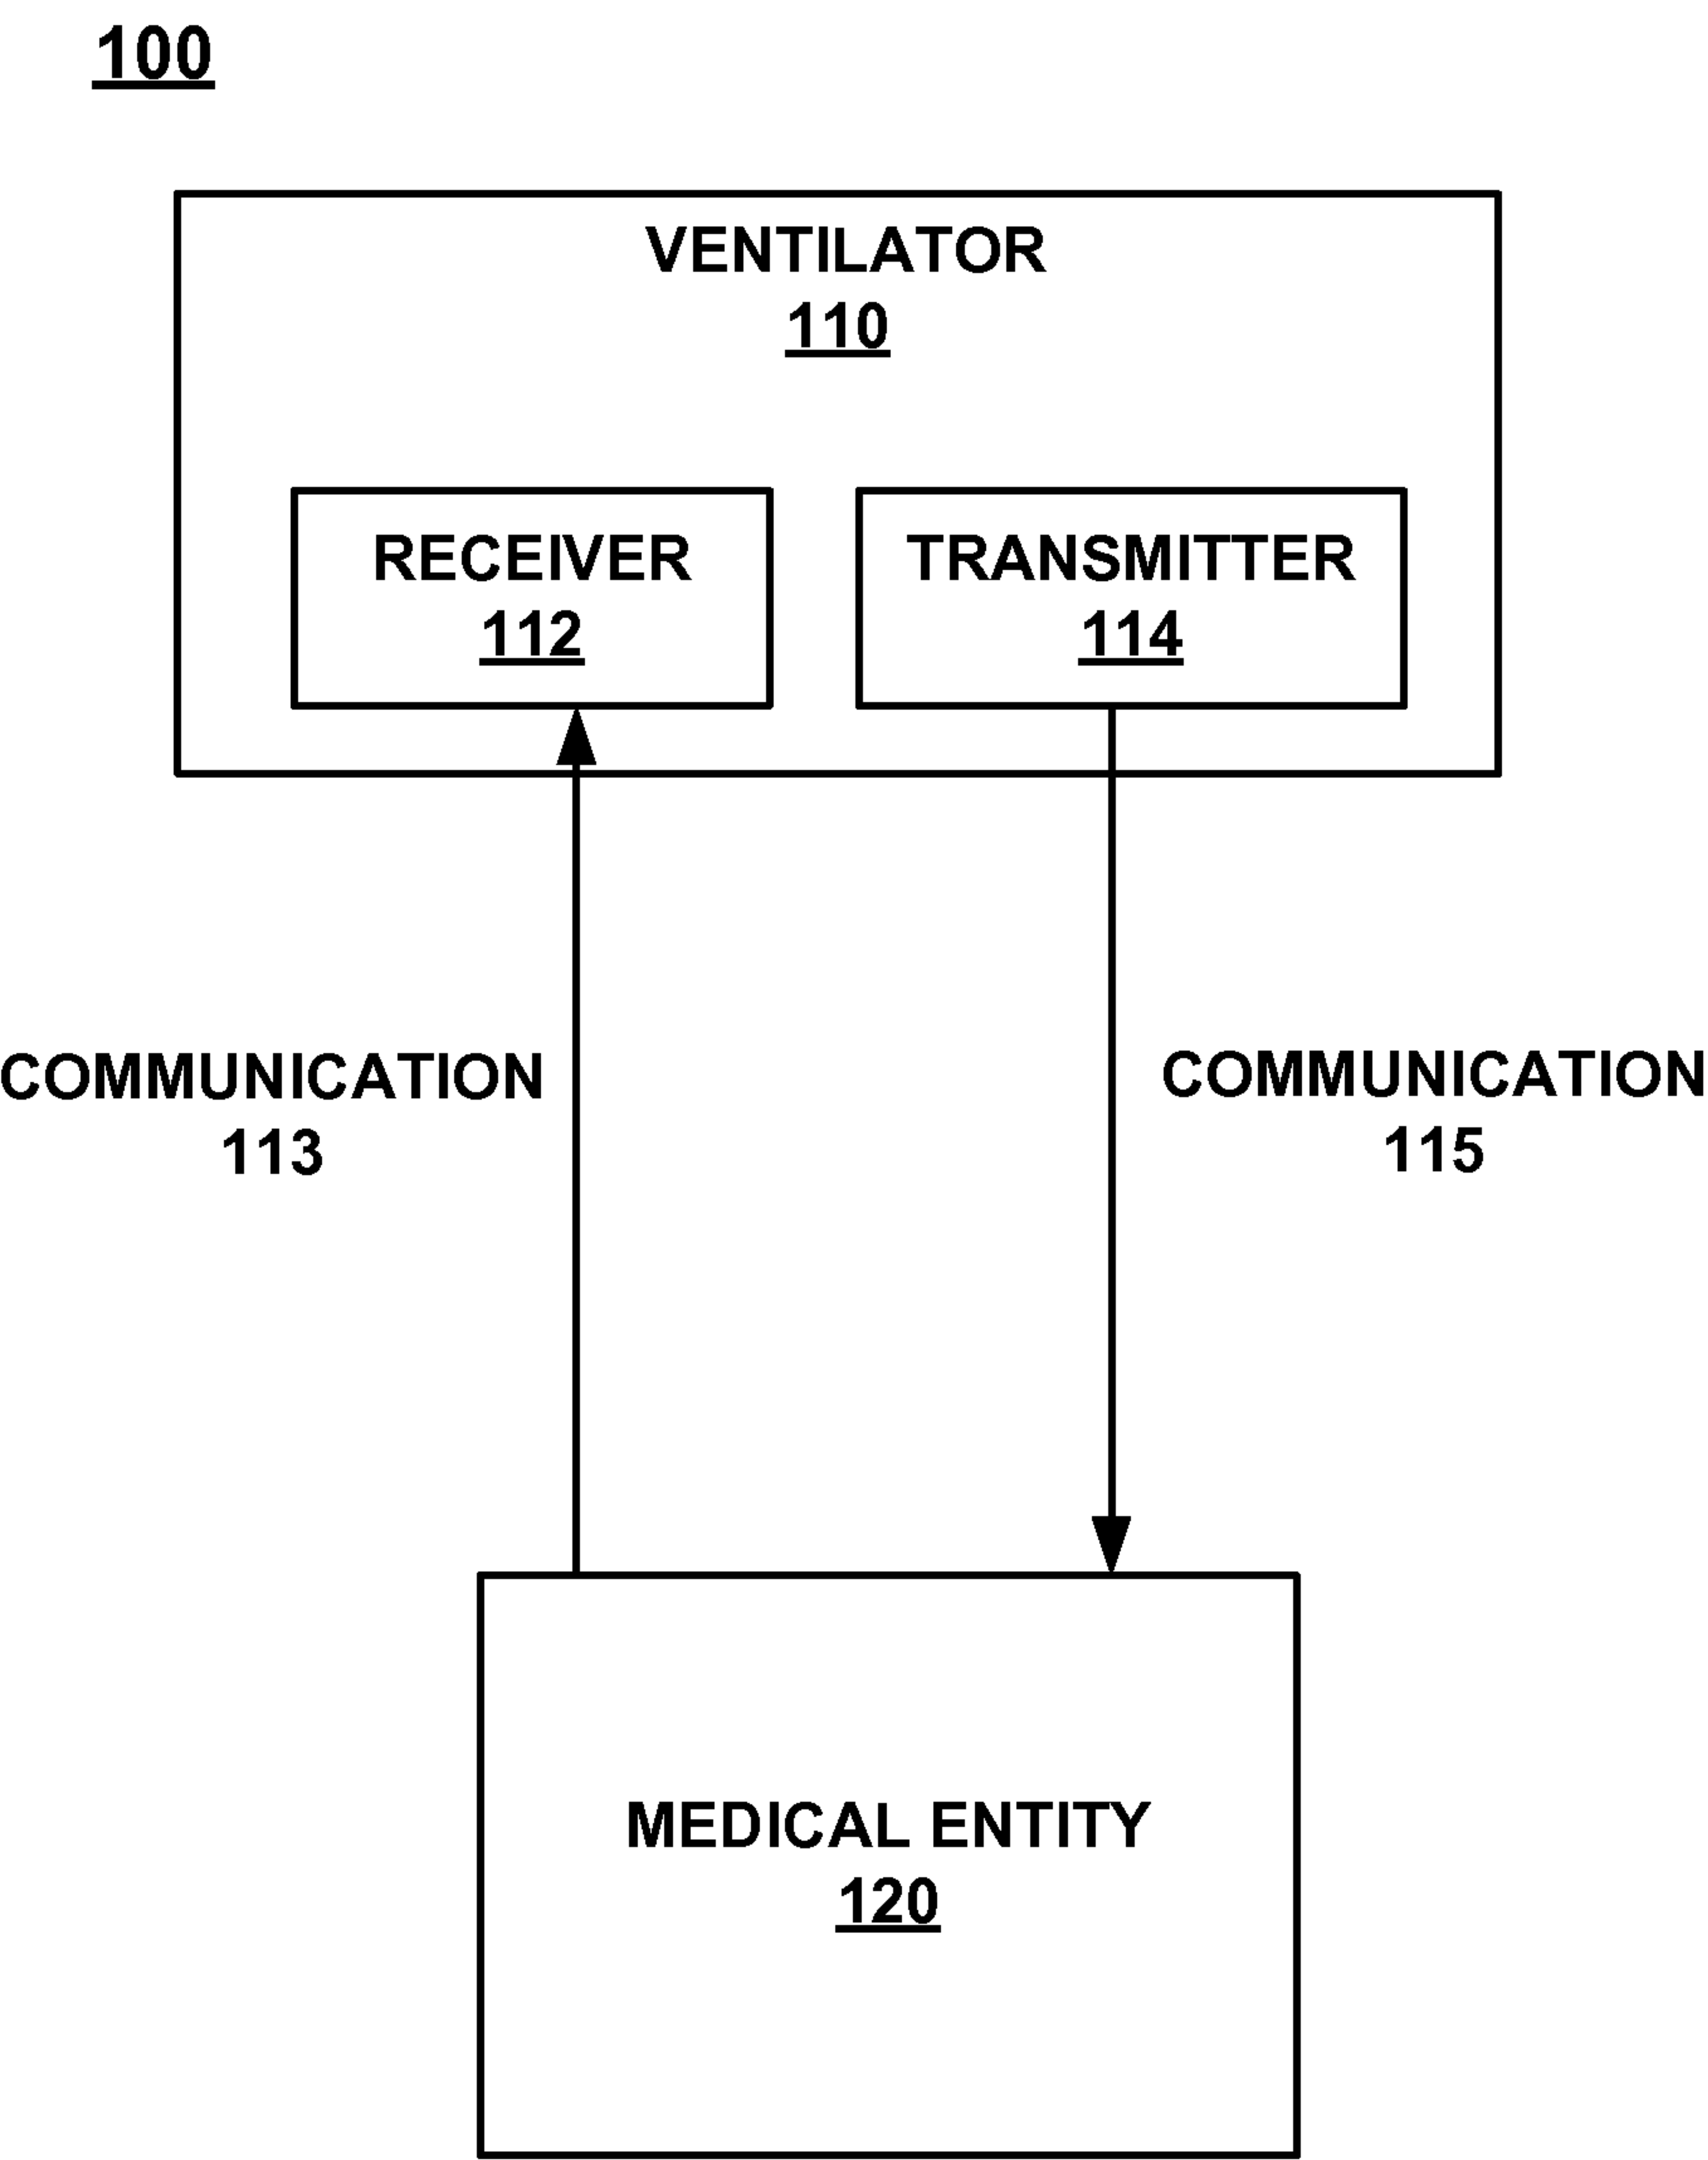 100
VENTILATOR
110
RECEIVER
112
TRANSMITTER
114
COMMUNICATION
113
COMMUNICATION
115
MEDICAL ENTITY
120